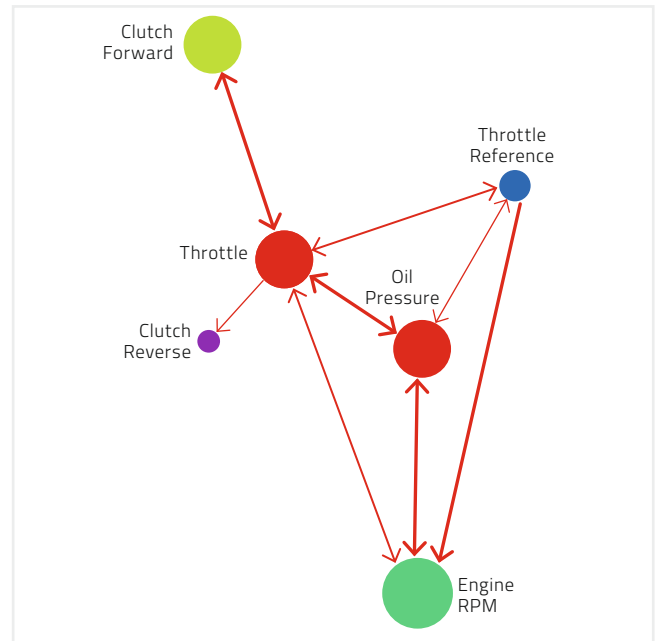 Clutch
Forward
Throttle
Reference
Throttle
Oil
Pressure
Clutch
Reverse
Engine
RPM